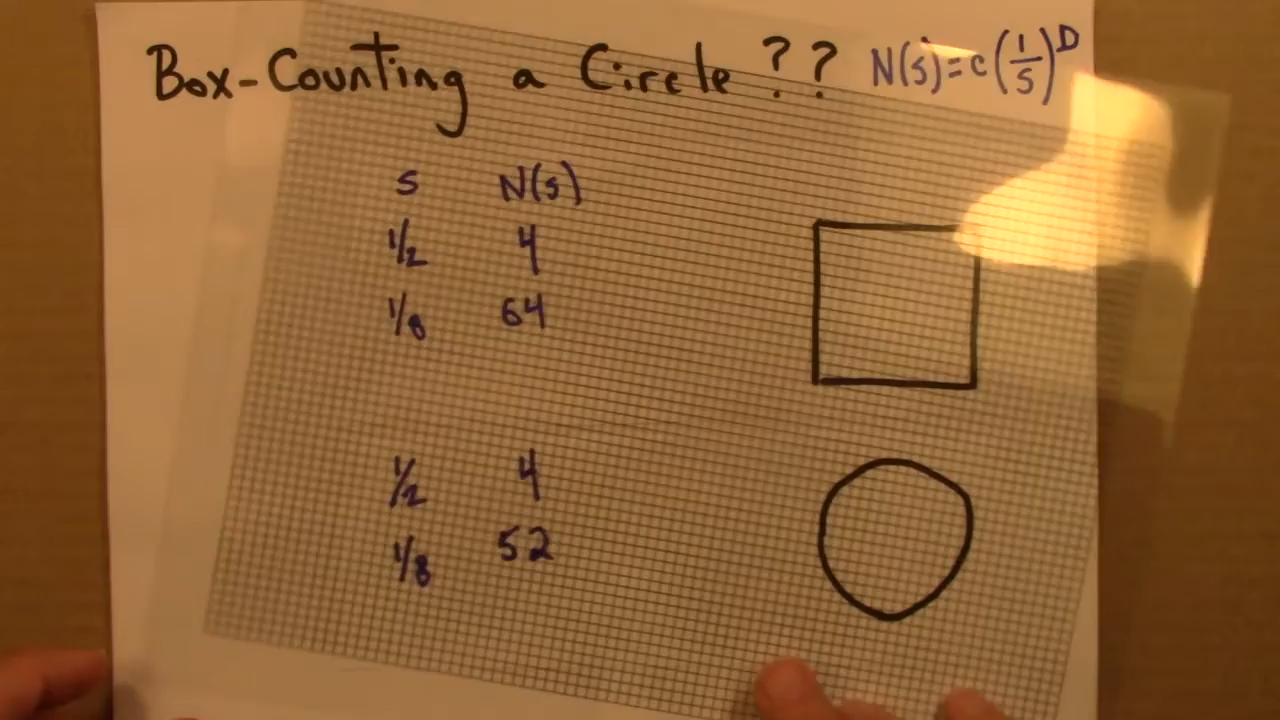 Box-Counting a Circle ?? N(s)=c(1/s)^D
s N(s)
1/2 4
1/8 64
1/2 4
1/8 52